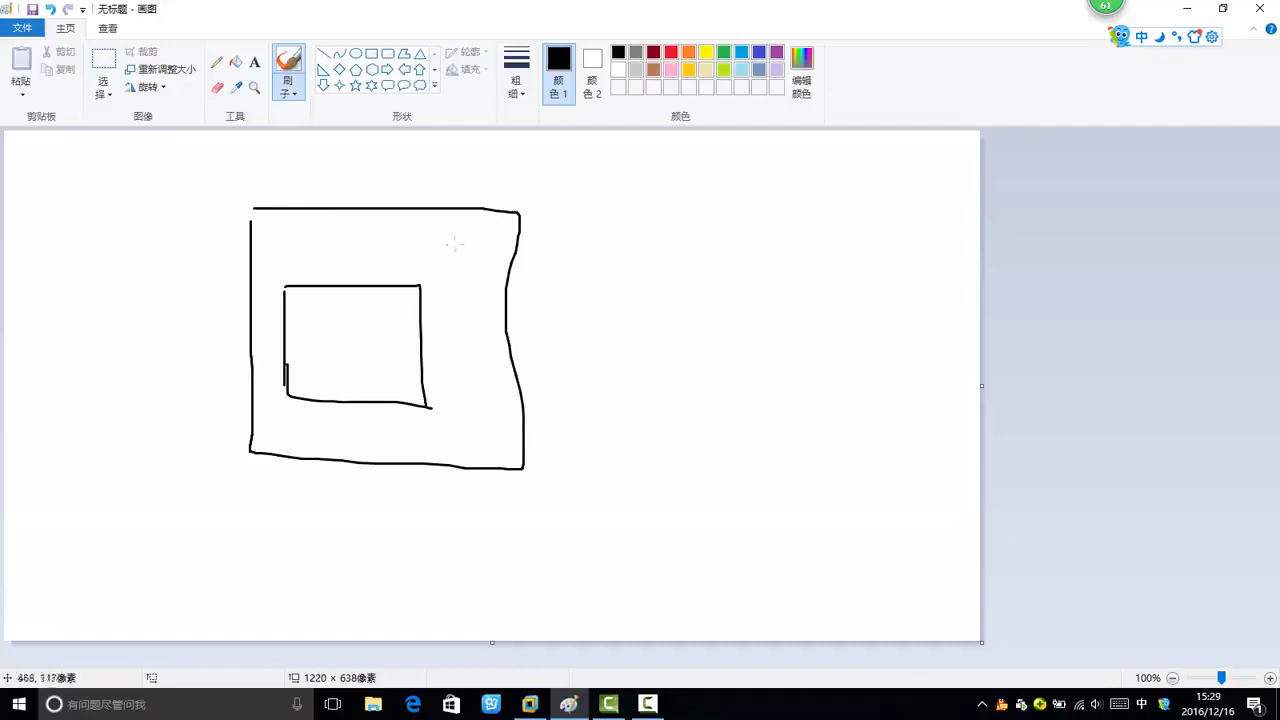 无标题 - 画图
61
文件
主页
查看
中
粘贴
剪切
复制
剪贴板
选择
裁剪
重新调整大小
旋转
图像
A
工具
刷子
形状
轮廓
填充
粗细
颜色 1
颜色 2
编辑颜色
颜色
1220 × 638像素
100%
有问题尽管问我
中
15:29
2016/12/16